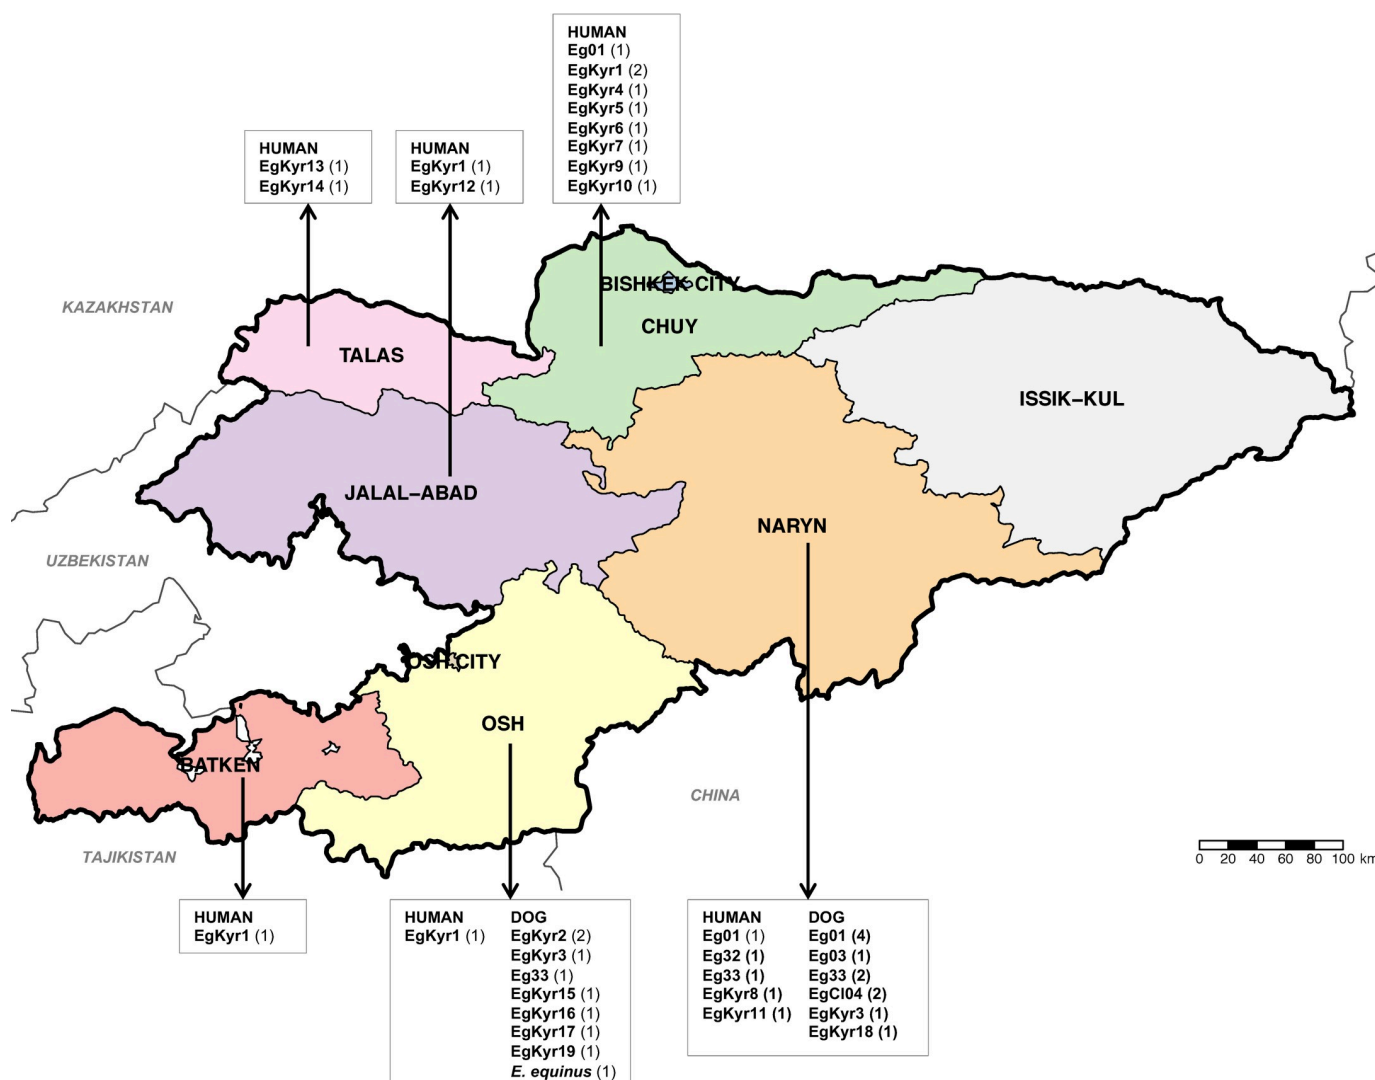 HUMAN
Eg01 (1)
EgKyr1 (2)
EgKyr4 (1)
EgKyr5 (1)
EgKyr6 (1)
EgKyr7 (1)
EgKyr9 (1)
EgKyr10 (1)
HUMAN
EgKyr13 (1)
EgKyr14 (1)
HUMAN
EgKyr1 (1)
EgKyr12 (1)
KAZAKHSTAN
BISHKEK CITY
CHUY
TALAS
ISSIK–KUL
JALAL–ABAD
NARYN
UZBEKISTAN
OSH CITY
OSH
BATKEN
CHINA
TAJIKISTAN
0 20 40 60 80 100 km
HUMAN
EgKyr1 (1)
HUMAN
EgKyr1 (1)
DOG
EgKyr2 (2)
EgKyr3 (1)
Eg33 (1)
EgKyr15 (1)
EgKyr16 (1)
EgKyr17 (1)
EgKyr19 (1)
E. equinus (1)
HUMAN
Eg01 (1)
Eg32 (1)
Eg33 (1)
EgKyr8 (1)
EgKyr11 (1)
DOG
Eg01 (4)
Eg03 (1)
Eg33 (2)
EgCl04 (2)
EgKyr3 (1)
EgKyr18 (1)